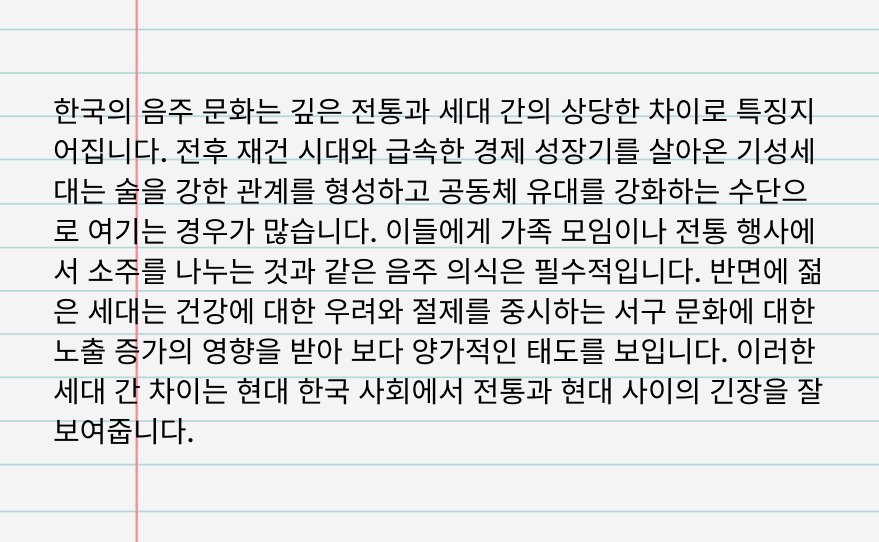 한국의 음주 문화는 깊은 전통과 세대 간의 상당한 차이로 특징지
어집니다. 전후 재건 시대와 급속한 경제 성장기를 살아온 기성세
대는 술을 강한 관계를 형성하고 공동체 유대를 강화하는 수단으
로 여기는 경우가 많습니다. 이들에게 가족 모임이나 전통 행사에
서 소주를 나누는 것과 같은 음주 의식은 필수적입니다. 반면에 젊
은 세대는 건강에 대한 우려와 절제를 중시하는 서구 문화에 대한
노출 증가의 영향을 받아 보다 양가적인 태도를 보입니다. 이러한
세대 간 차이는 현대 한국 사회에서 전통과 현대 사이의 긴장을 잘
보여줍니다.